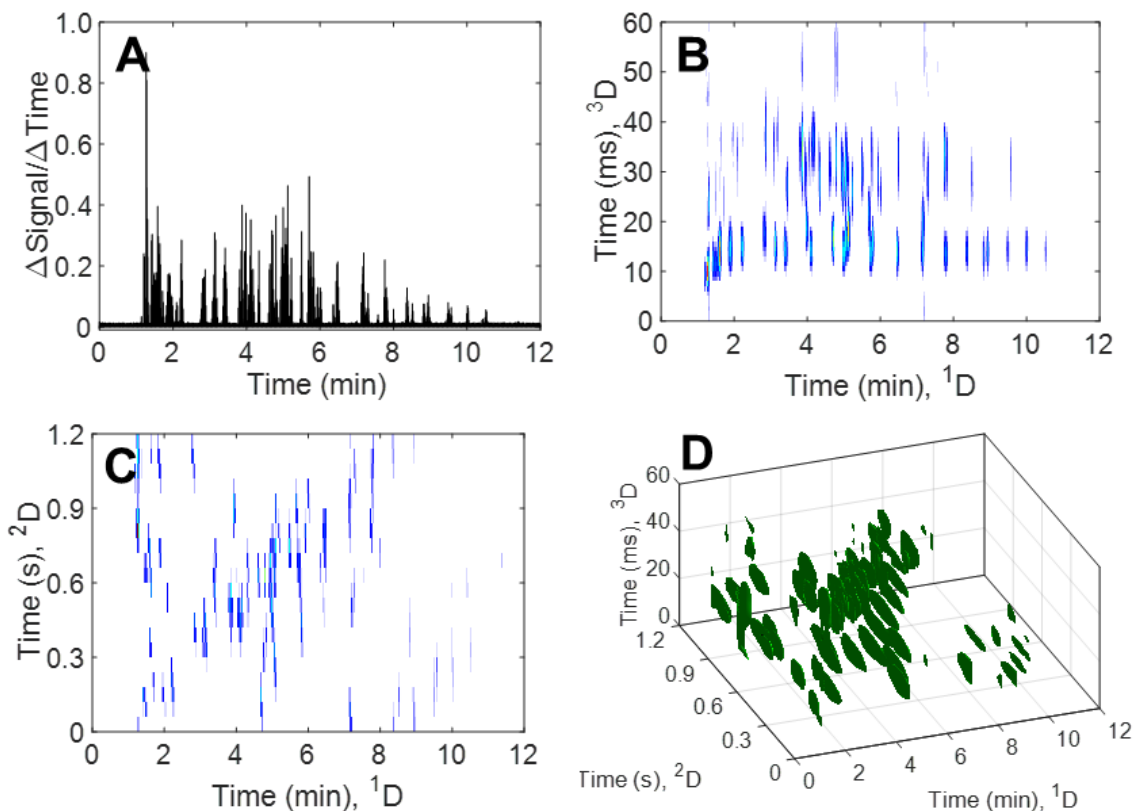 A
1.0
0.8
0.6
0.4
0.2
0
ΔSignal/ΔTime
0 2 4 6 8 10 12
Time (min)
B
60
50
40
30
20
10
0
Time (ms), ³D
0 2 4 6 8 10 12
Time (min), ¹D
C
1.2
0.9
0.6
0.3
0
Time (s), ²D
0 2 4 6 8 10 12
Time (min), ¹D
D
60
40
20
0
Time (ms), ³D
1.2
0.9
0.6
0.3
0
Time (s), ²D
0 2 4 6 8 10 12
Time (min), ¹D